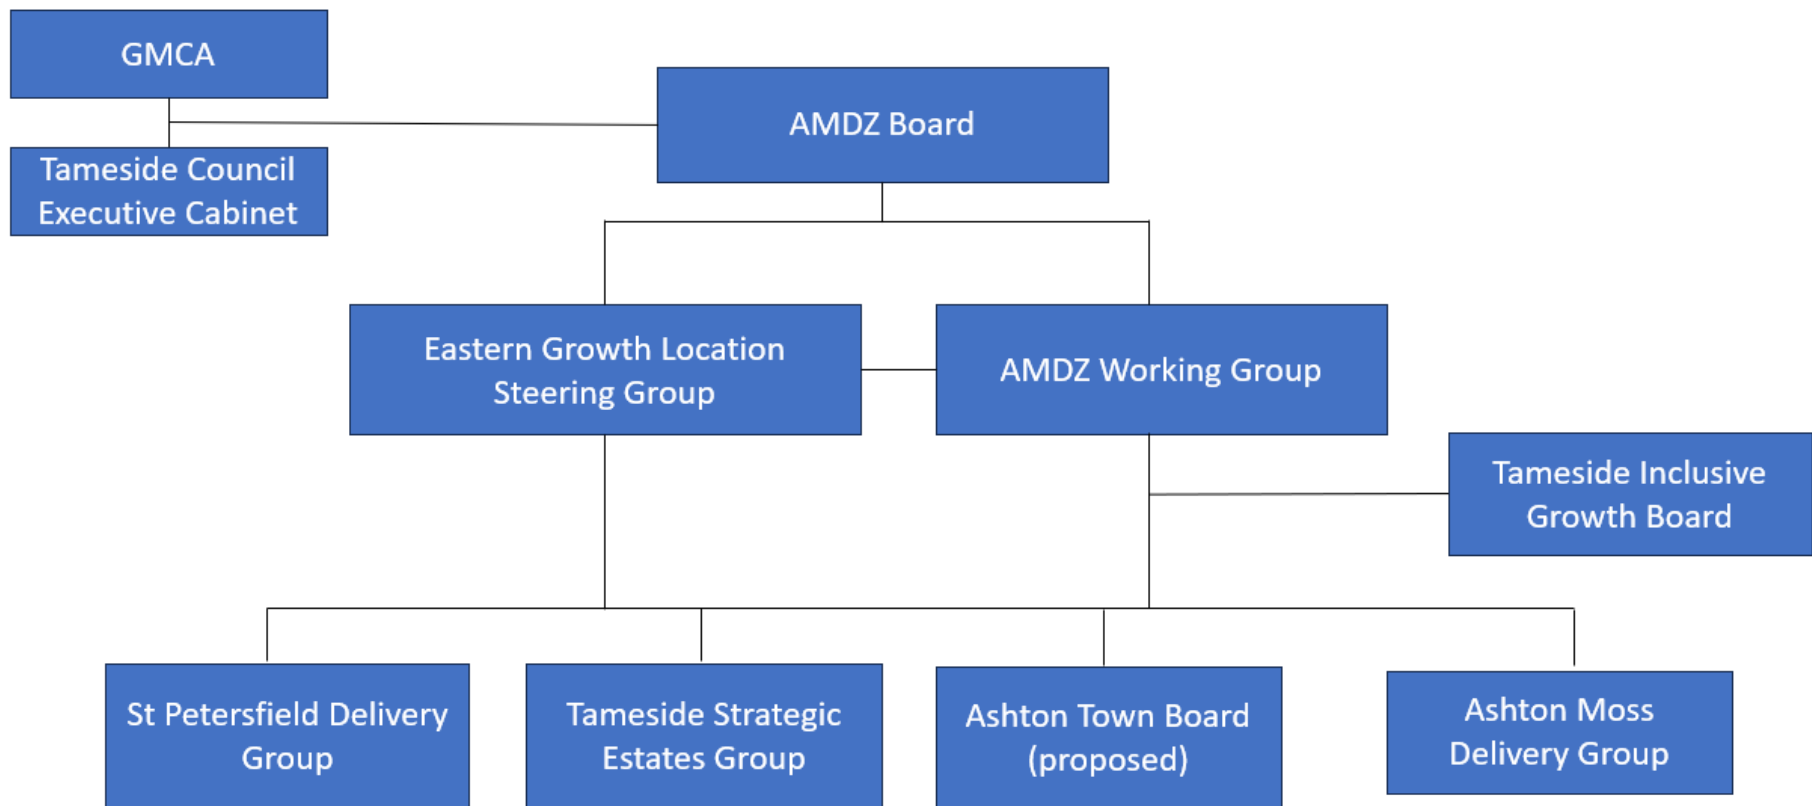 GMCA
AMDZ Board
Tameside Council
Executive Cabinet
Eastern Growth Location
Steering Group
AMDZ Working Group
Tameside Inclusive
Growth Board
St Petersfield Delivery
Group
Tameside Strategic
Estates Group
Ashton Town Board
(proposed)
Ashton Moss
Delivery Group